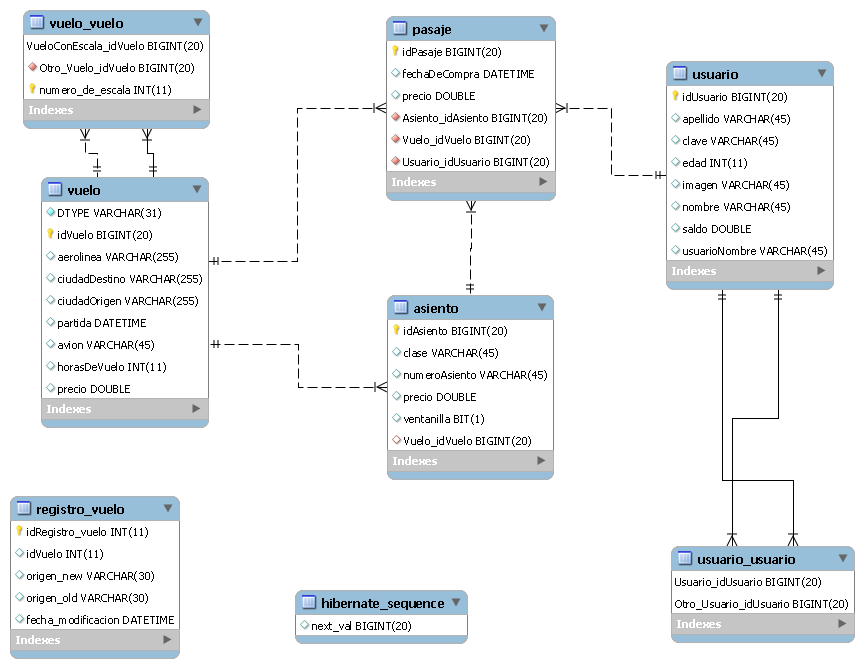 vuelo_vuelo
VueloConEscala_idVuelo BIGINT(20)
Otro_Vuelo_idVuelo BIGINT(20)
numero_de_escala INT(11)
Indexes
pasaje
idPasaje BIGINT(20)
fechaDeCompra DATETIME
precio DOUBLE
Asiento_idAsiento BIGINT(20)
Vuelo_idVuelo BIGINT(20)
Usuario_idUsuario BIGINT(20)
Indexes
usuario
idUsuario BIGINT(20)
apellido VARCHAR(45)
clave VARCHAR(45)
edad INT(11)
imagen VARCHAR(45)
nombre VARCHAR(45)
saldo DOUBLE
usuarioNombre VARCHAR(45)
Indexes
vuelo
DTYPE VARCHAR(31)
idVuelo BIGINT(20)
aerolinea VARCHAR(255)
ciudadDestino VARCHAR(255)
ciudadOrigen VARCHAR(255)
partida DATETIME
avion VARCHAR(45)
horasDeVuelo INT(11)
precio DOUBLE
Indexes
asiento
idAsiento BIGINT(20)
clase VARCHAR(45)
numeroAsiento VARCHAR(45)
precio DOUBLE
ventanilla BIT(1)
Vuelo_idVuelo BIGINT(20)
Indexes
registro_vuelo
idRegistro_vuelo INT(11)
idVuelo INT(11)
origen_new VARCHAR(30)
origen_old VARCHAR(30)
fecha_modificacion DATETIME
Indexes
hibernate_sequence
next_val BIGINT(20)
usuario_usuario
Usuario_idUsuario BIGINT(20)
Otro_Usuario_idUsuario BIGINT(20)
Indexes